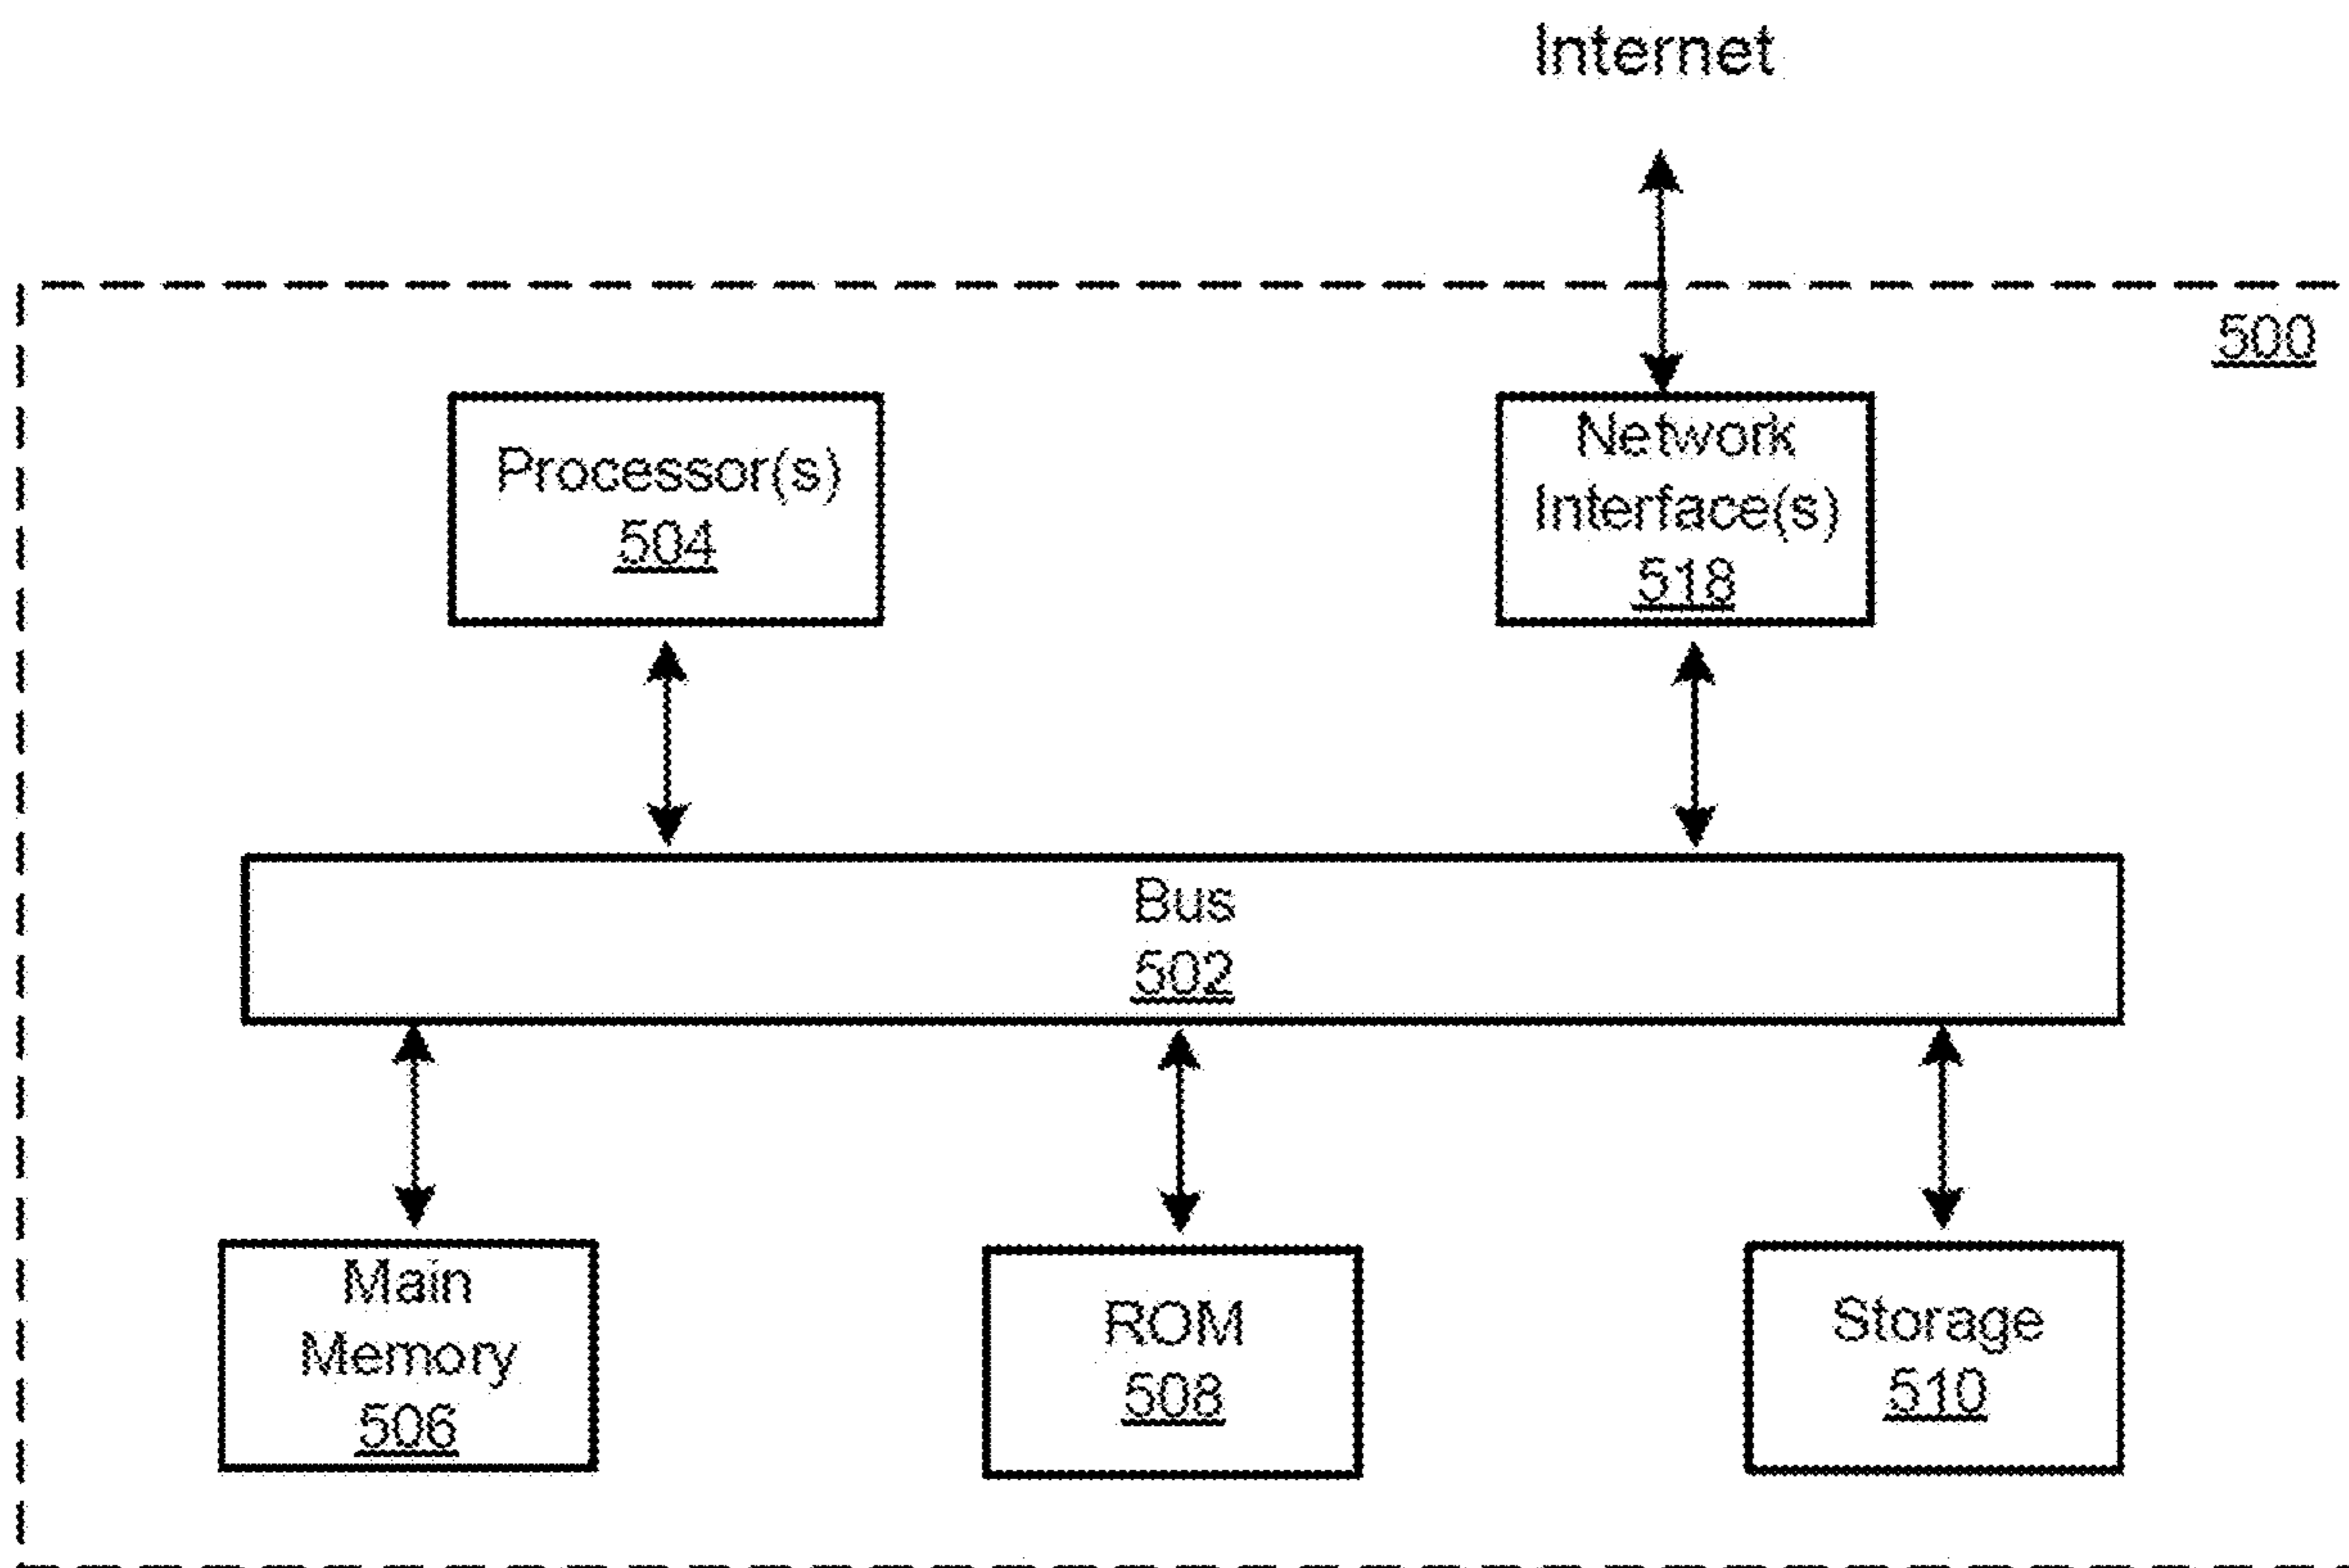 Internet
500
Processor(s)
504
Network
Interface(s)
518
Bus
502
Main
Memory
506
ROM
508
Storage
510